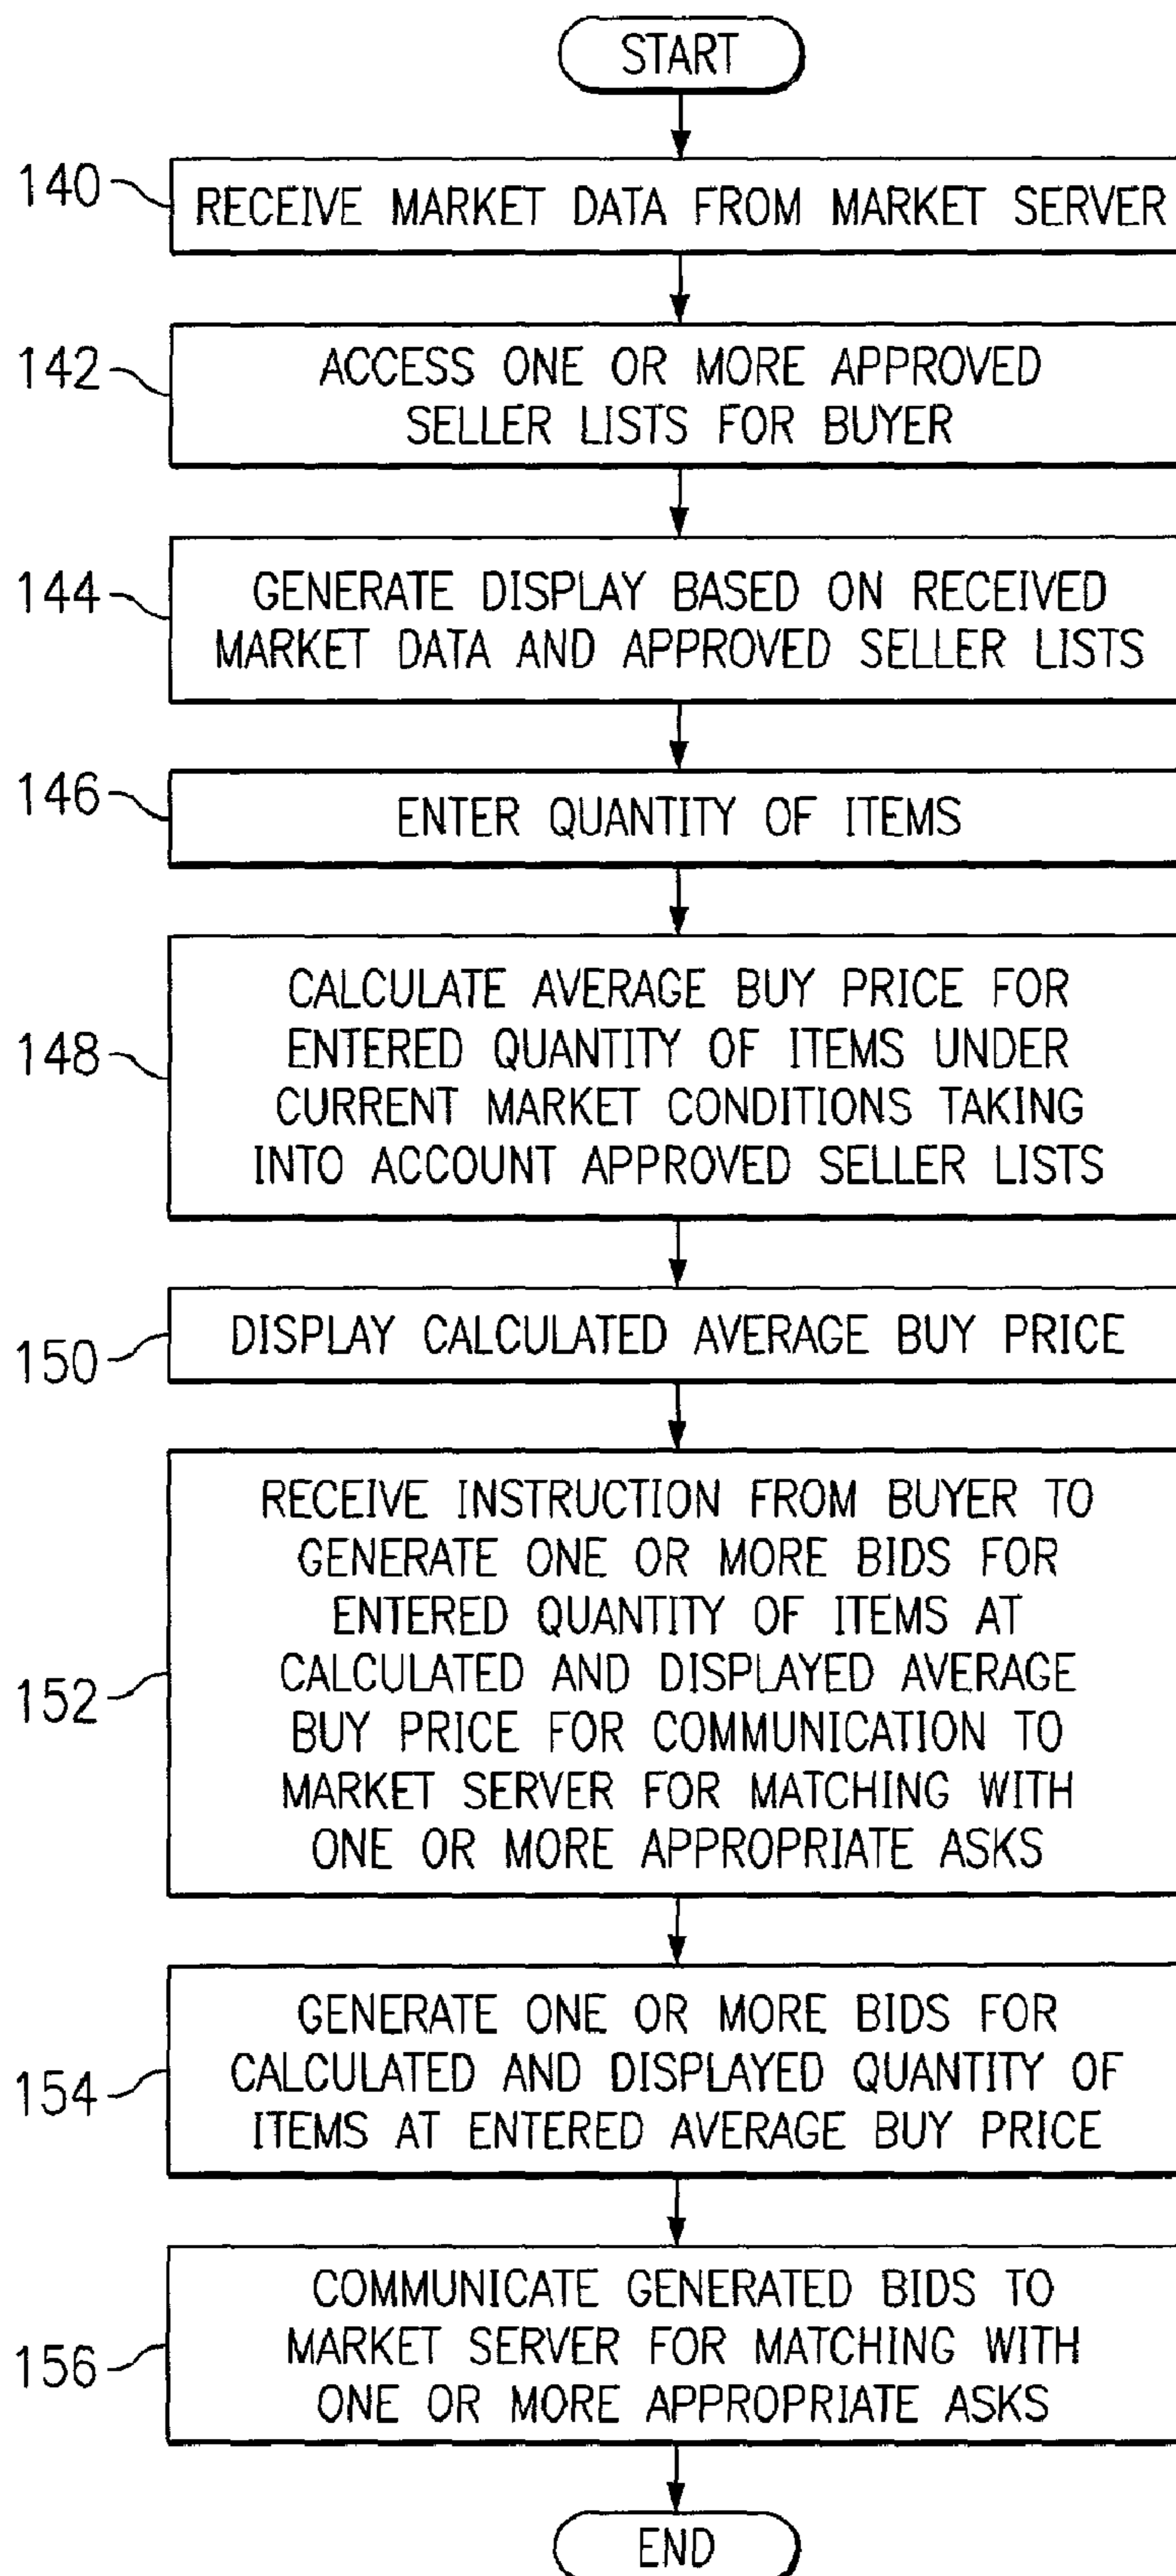 START
140
RECEIVE MARKET DATA FROM MARKET SERVER
142
ACCESS ONE OR MORE APPROVED
SELLER LISTS FOR BUYER
144
GENERATE DISPLAY BASED ON RECEIVED
MARKET DATA AND APPROVED SELLER LISTS
146
ENTER QUANTITY OF ITEMS
148
CALCULATE AVERAGE BUY PRICE FOR
ENTERED QUANTITY OF ITEMS UNDER
CURRENT MARKET CONDITIONS TAKING
INTO ACCOUNT APPROVED SELLER LISTS
150
DISPLAY CALCULATED AVERAGE BUY PRICE
152
RECEIVE INSTRUCTION FROM BUYER TO
GENERATE ONE OR MORE BIDS FOR
ENTERED QUANTITY OF ITEMS AT
CALCULATED AND DISPLAYED AVERAGE
BUY PRICE FOR COMMUNICATION TO
MARKET SERVER FOR MATCHING WITH
ONE OR MORE APPROPRIATE ASKS
154
GENERATE ONE OR MORE BIDS FOR
CALCULATED AND DISPLAYED QUANTITY OF
ITEMS AT ENTERED AVERAGE BUY PRICE
156
COMMUNICATE GENERATED BIDS TO
MARKET SERVER FOR MATCHING WITH
ONE OR MORE APPROPRIATE ASKS
END